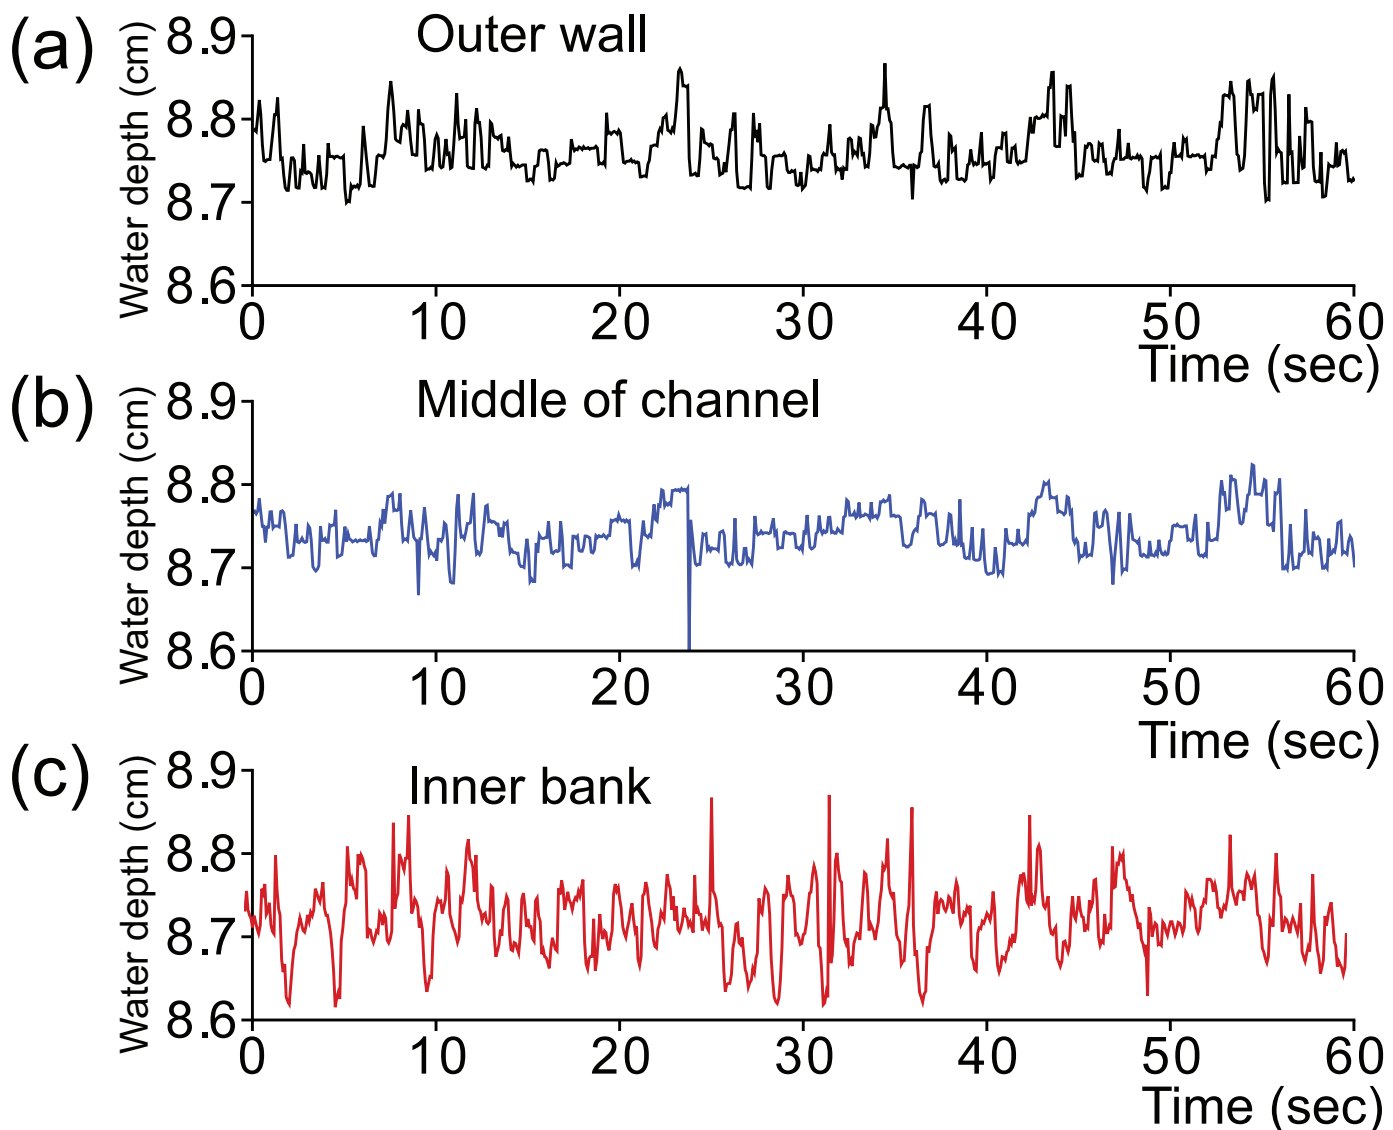 (a)
Outer wall
Water depth (cm)
8.9
8.8
8.7
8.6
0 10 20 30 40 50 60
Time (sec)
(b)
Middle of channel
Water depth (cm)
8.9
8.8
8.7
8.6
0 10 20 30 40 50 60
Time (sec)
(c)
Inner bank
Water depth (cm)
8.9
8.8
8.7
8.6
0 10 20 30 40 50 60
Time (sec)